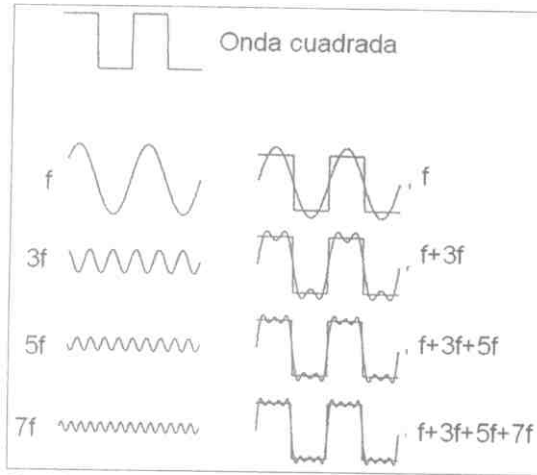 Onda cuadrada
f , f
3f , f+3f
5f , f+3f+5f
7f , f+3f+5f+7f